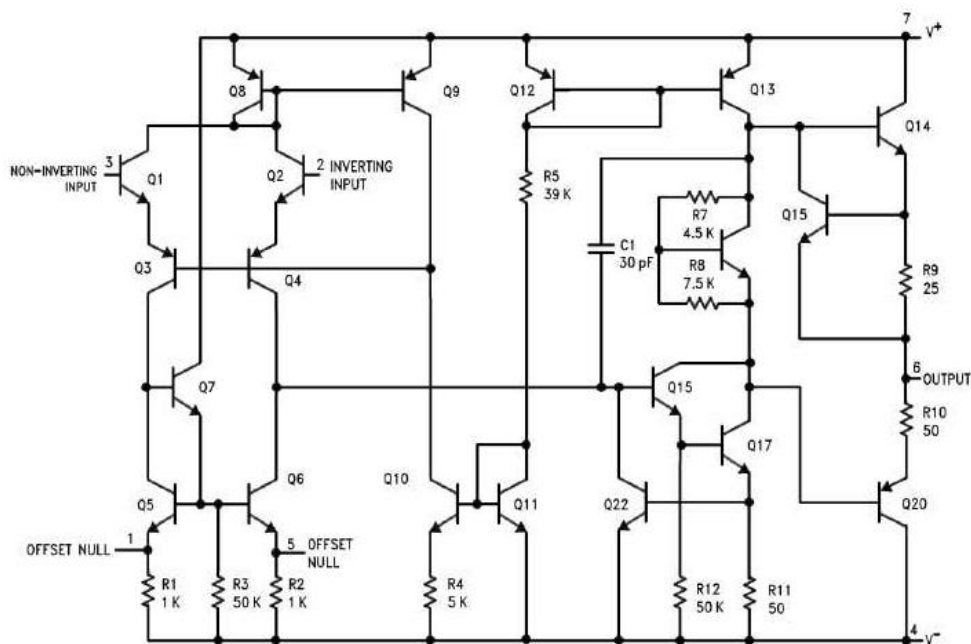 7
V+
Q8
Q9
Q12
Q13
Q14
NON-INVERTING
INPUT
3
Q1
Q2
2
INVERTING
INPUT
R5
39 K
R7
4.5 K
Q15
C1
30 pF
R8
7.5 K
Q3
Q4
R9
25
Q7
Q15
6
OUTPUT
R10
50
Q17
Q5
Q6
Q10
Q11
Q22
Q20
OFFSET NULL
1
5
OFFSET
NULL
R1
1 K
R3
50 K
R2
1 K
R4
5 K
R12
50 K
R11
50
4
V-